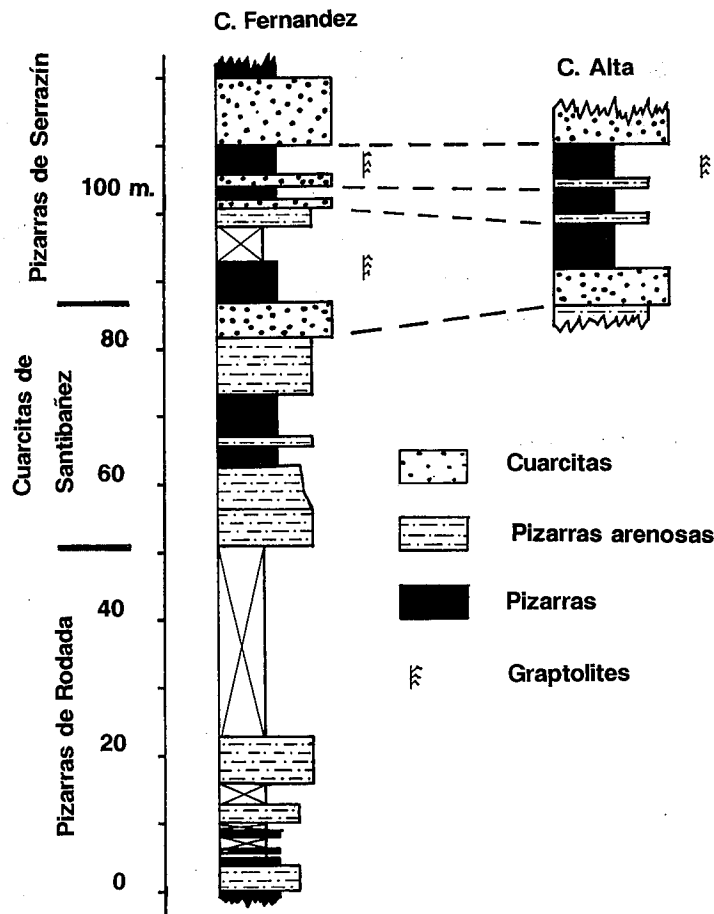 C. Fernandez
C. Alta
Pizarras de Serrazín
100 m.
80
Cuarcitas de
Santibañez
60
Cuarcitas
Pizarras arenosas
Pizarras
Graptolites
40
Pizarras de Rodada
20
0